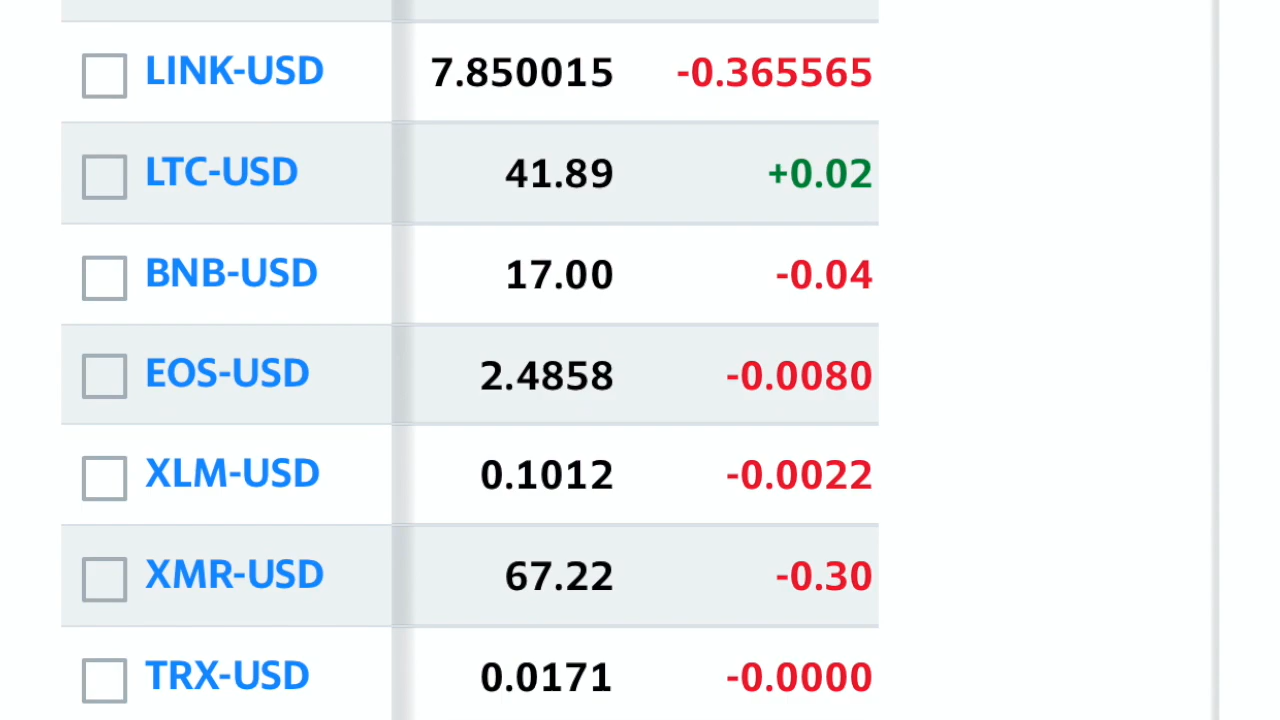 LINK-USD 7.850015 -0.365565
LTC-USD 41.89 +0.02
BNB-USD 17.00 -0.04
EOS-USD 2.4858 -0.0080
XLM-USD 0.1012 -0.0022
XMR-USD 67.22 -0.30
TRX-USD 0.0171 -0.0000